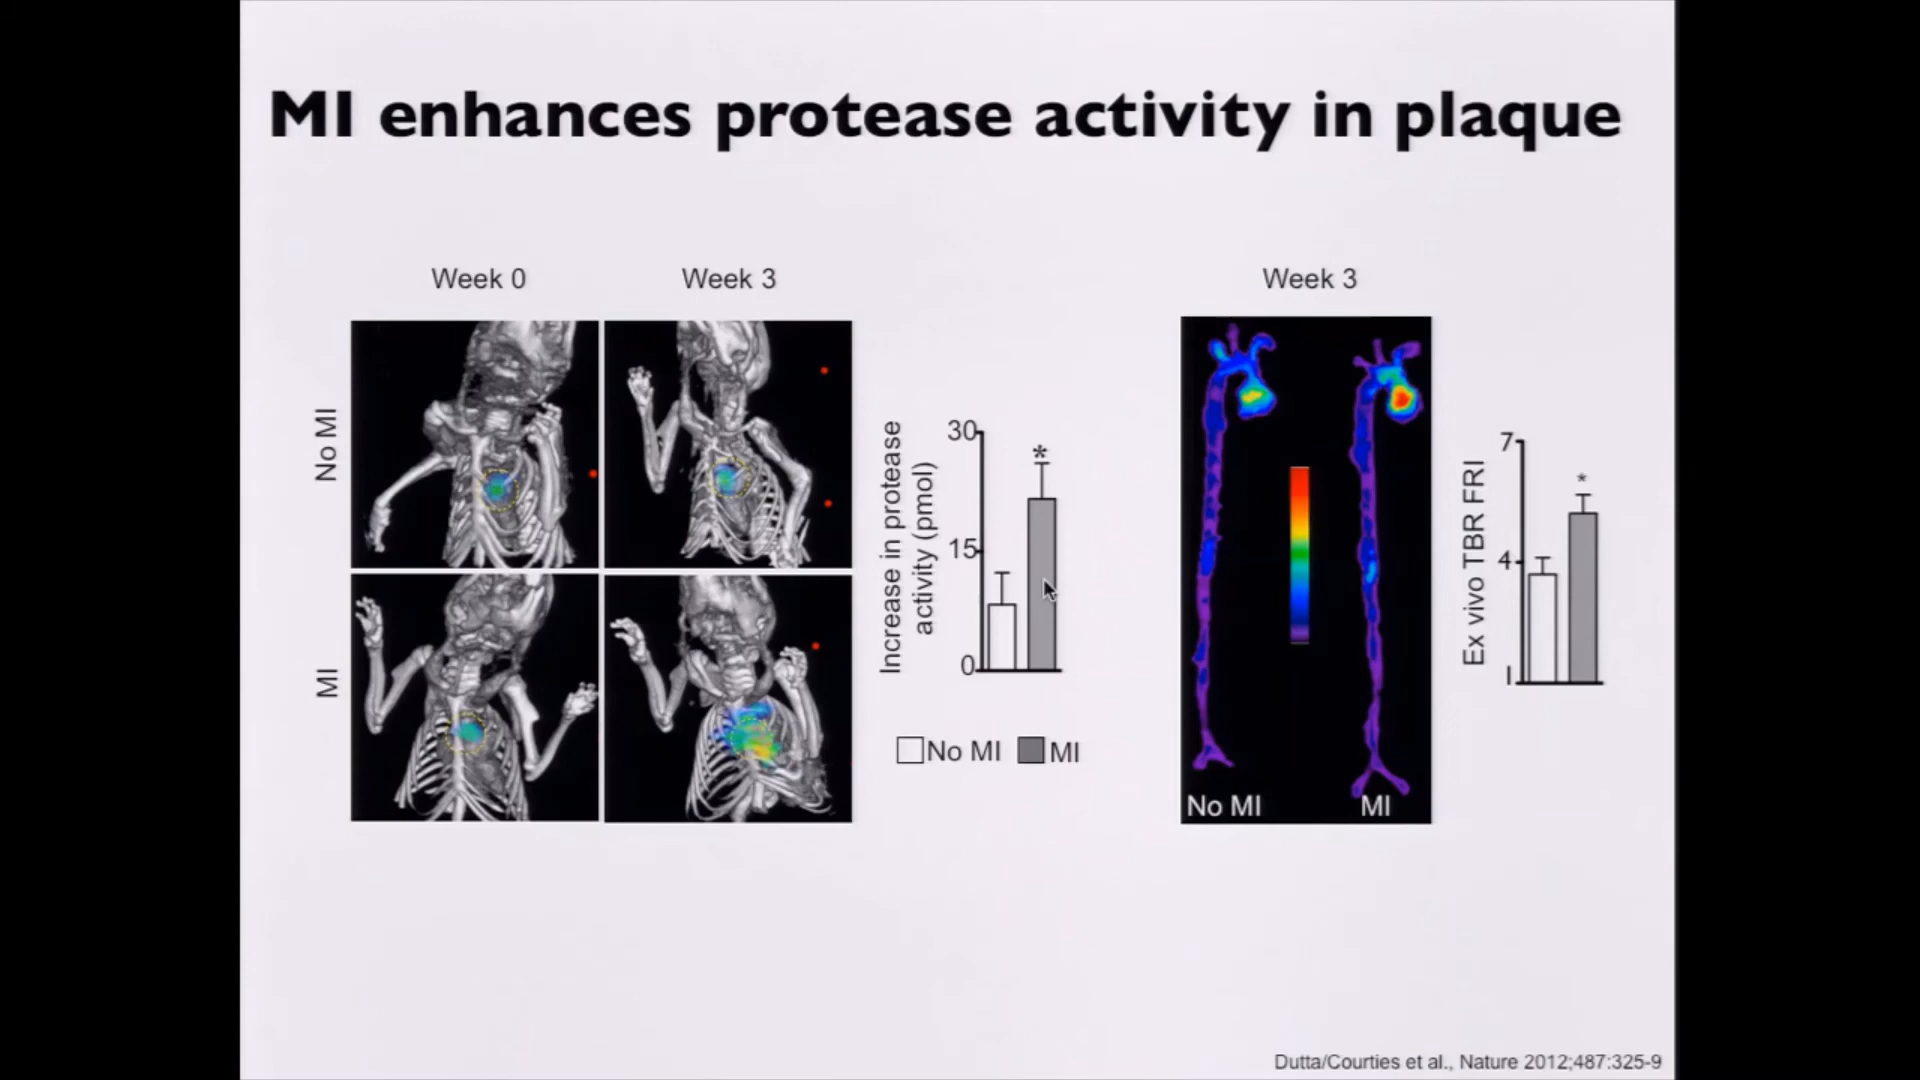 MI enhances protease activity in plaque
Week 0
Week 3
No MI
MI
Increase in protease
activity (pmol)
30
15
0
*
No MI
MI
Week 3
No MI
MI
Ex vivo TBR FRI
7
4
1
*
Dutta/Courties et al., Nature 2012;487:325-9